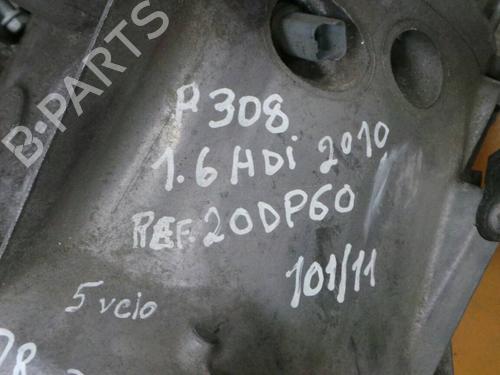 B-PARTS
P308
1.6 HDi 2010
REF. 20DP60
101/11
5 vcio